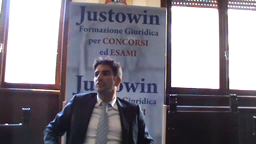 Justowin
Formazione Giuridica
per CONCORSI
ed ESAMI
Justowin
Giuridica